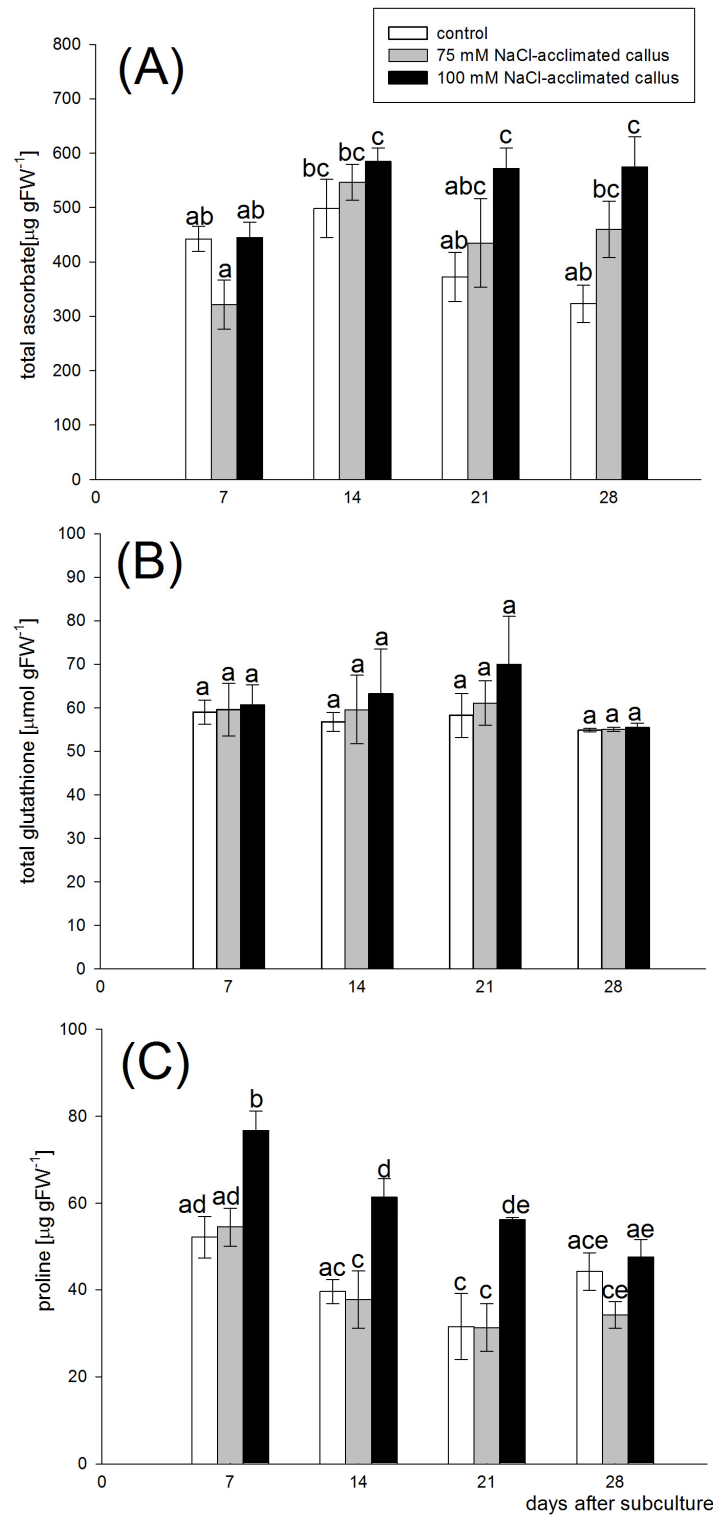 control
75 mM NaCl-acclimated callus
100 mM NaCl-acclimated callus
(A)
total ascorbate[µg gFW⁻¹]
800
700
600
500
400
300
200
100
0
ab
a
ab
bc
bc
c
ab
abc
c
ab
bc
c
0 7 14 21 28
(B)
total glutathione [µmol gFW⁻¹]
100
90
80
70
60
50
40
30
20
10
0
a
a
a
a
a
a
a
a
a
a
a
a
0 7 14 21 28
(C)
proline [µg gFW⁻¹]
100
80
60
40
20
0
ad
ad
b
ac
c
d
c
c
de
ace
ce
ae
0 7 14 21 28
days after subculture